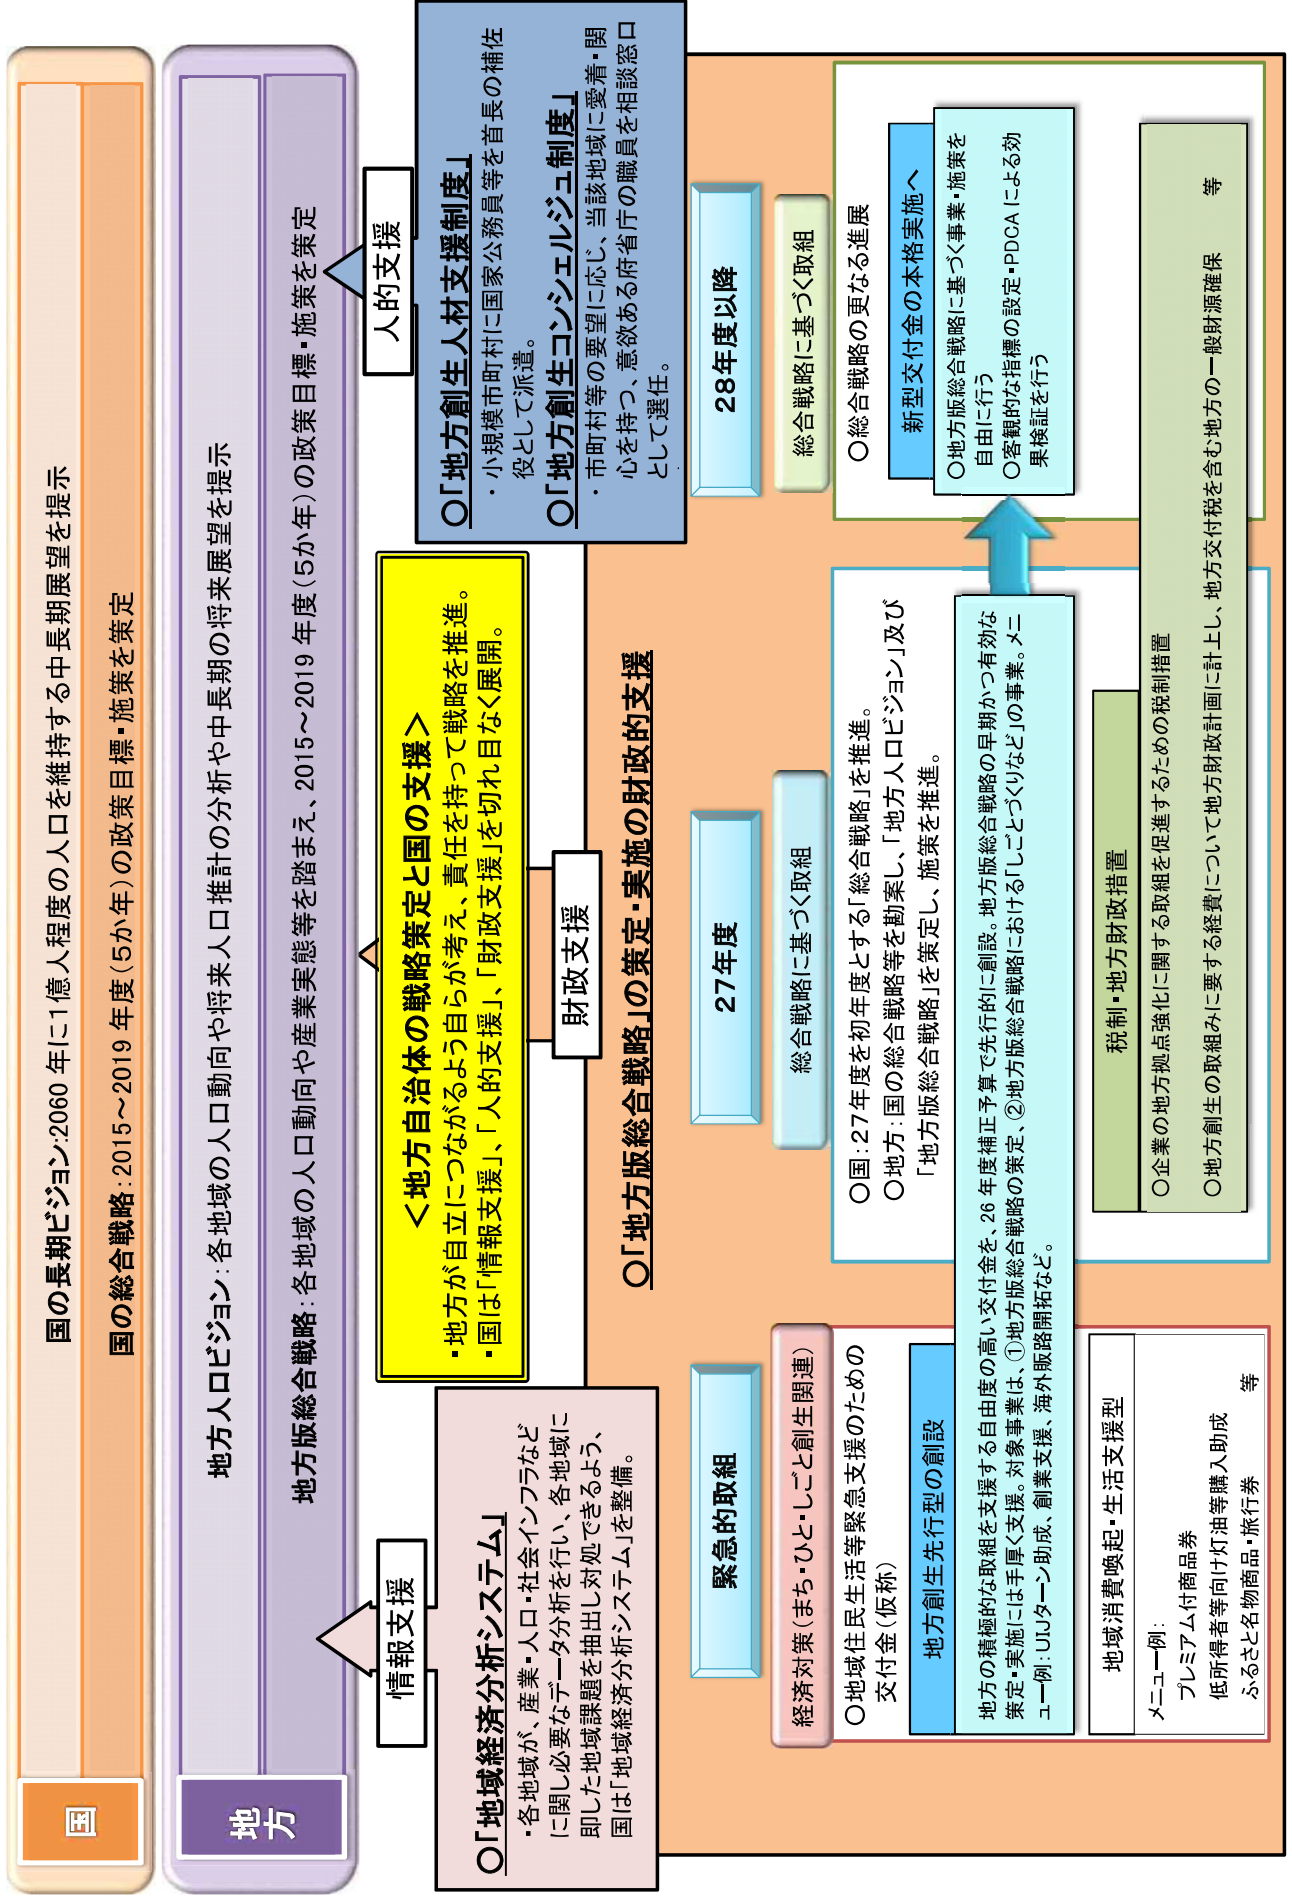 国
国の長期ビジョン:2060 年に1億人程度の人口を維持する中長期展望を提示
国の総合戦略:2015～2019 年度(5か年)の政策目標・施策を策定
地方
地方人口ビジョン:各地域の人口動向や将来人口推計の分析や中長期の将来展望を提示
地方版総合戦略:各地域の人口動向や産業実態等を踏まえ、2015～2019 年度(5か年)の政策目標・施策を策定
情報支援
○「地域経済分析システム」
・各地域が、産業・人口・社会インフラなど
に関し必要なデータ分析を行い、各地域に
即した地域課題を抽出し対処できるよう、
国は「地域経済分析システム」を整備。
＜地方自治体の戦略策定と国の支援＞
・地方が自立につながるよう自らが考え、責任を持って戦略を推進。
・国は「情報支援」、「人的支援」、「財政支援」を切れ目なく展開。
人的支援
○「地方創生人材支援制度」
・小規模市町村に国家公務員等を首長の補佐
役として派遣。
○「地方創生コンシェルジュ制度」
・市町村等の要望に応じ、当該地域に愛着・関
心を持つ、意欲ある府省庁の職員を相談窓口
として選任。
財政支援
○「地方版総合戦略」の策定・実施の財政的支援
緊急的取組
経済対策(まち・ひと・しごと創生関連)
○地域住民生活等緊急支援のための
交付金(仮称)
地方創生先行型の創設
地方の積極的な取組を支援する自由度の高い交付金を、26 年度補正予算で先行的に創設。地方版総合戦略の早期かつ有効な
策定・実施には手厚く支援。対象事業は、①地方版総合戦略の策定、②地方版総合戦略における「しごとづくりなど」の事業。メニ
ュー例:UIJターン助成、創業支援、海外販路開拓など。
地域消費喚起・生活支援型
メニュー例:
プレミアム付商品券
低所得者等向け灯油等購入助成
ふるさと名物商品・旅行券 等
27年度
総合戦略に基づく取組
○国:27年度を初年度とする「総合戦略」を推進。
○地方:国の総合戦略等を勘案し、「地方人口ビジョン」及び
「地方版総合戦略」を策定し、施策を推進。
税制・地方財政措置
○企業の地方拠点強化に関する取組を促進するための税制措置
○地方創生の取組みに要する経費について地方財政計画に計上し、地方交付税を含む地方の一般財源確保 等
28年度以降
総合戦略に基づく取組
○総合戦略の更なる進展
新型交付金の本格実施へ
○地方版総合戦略に基づく事業・施策を
自由に行う
○客観的な指標の設定・PDCA による効
果検証を行う